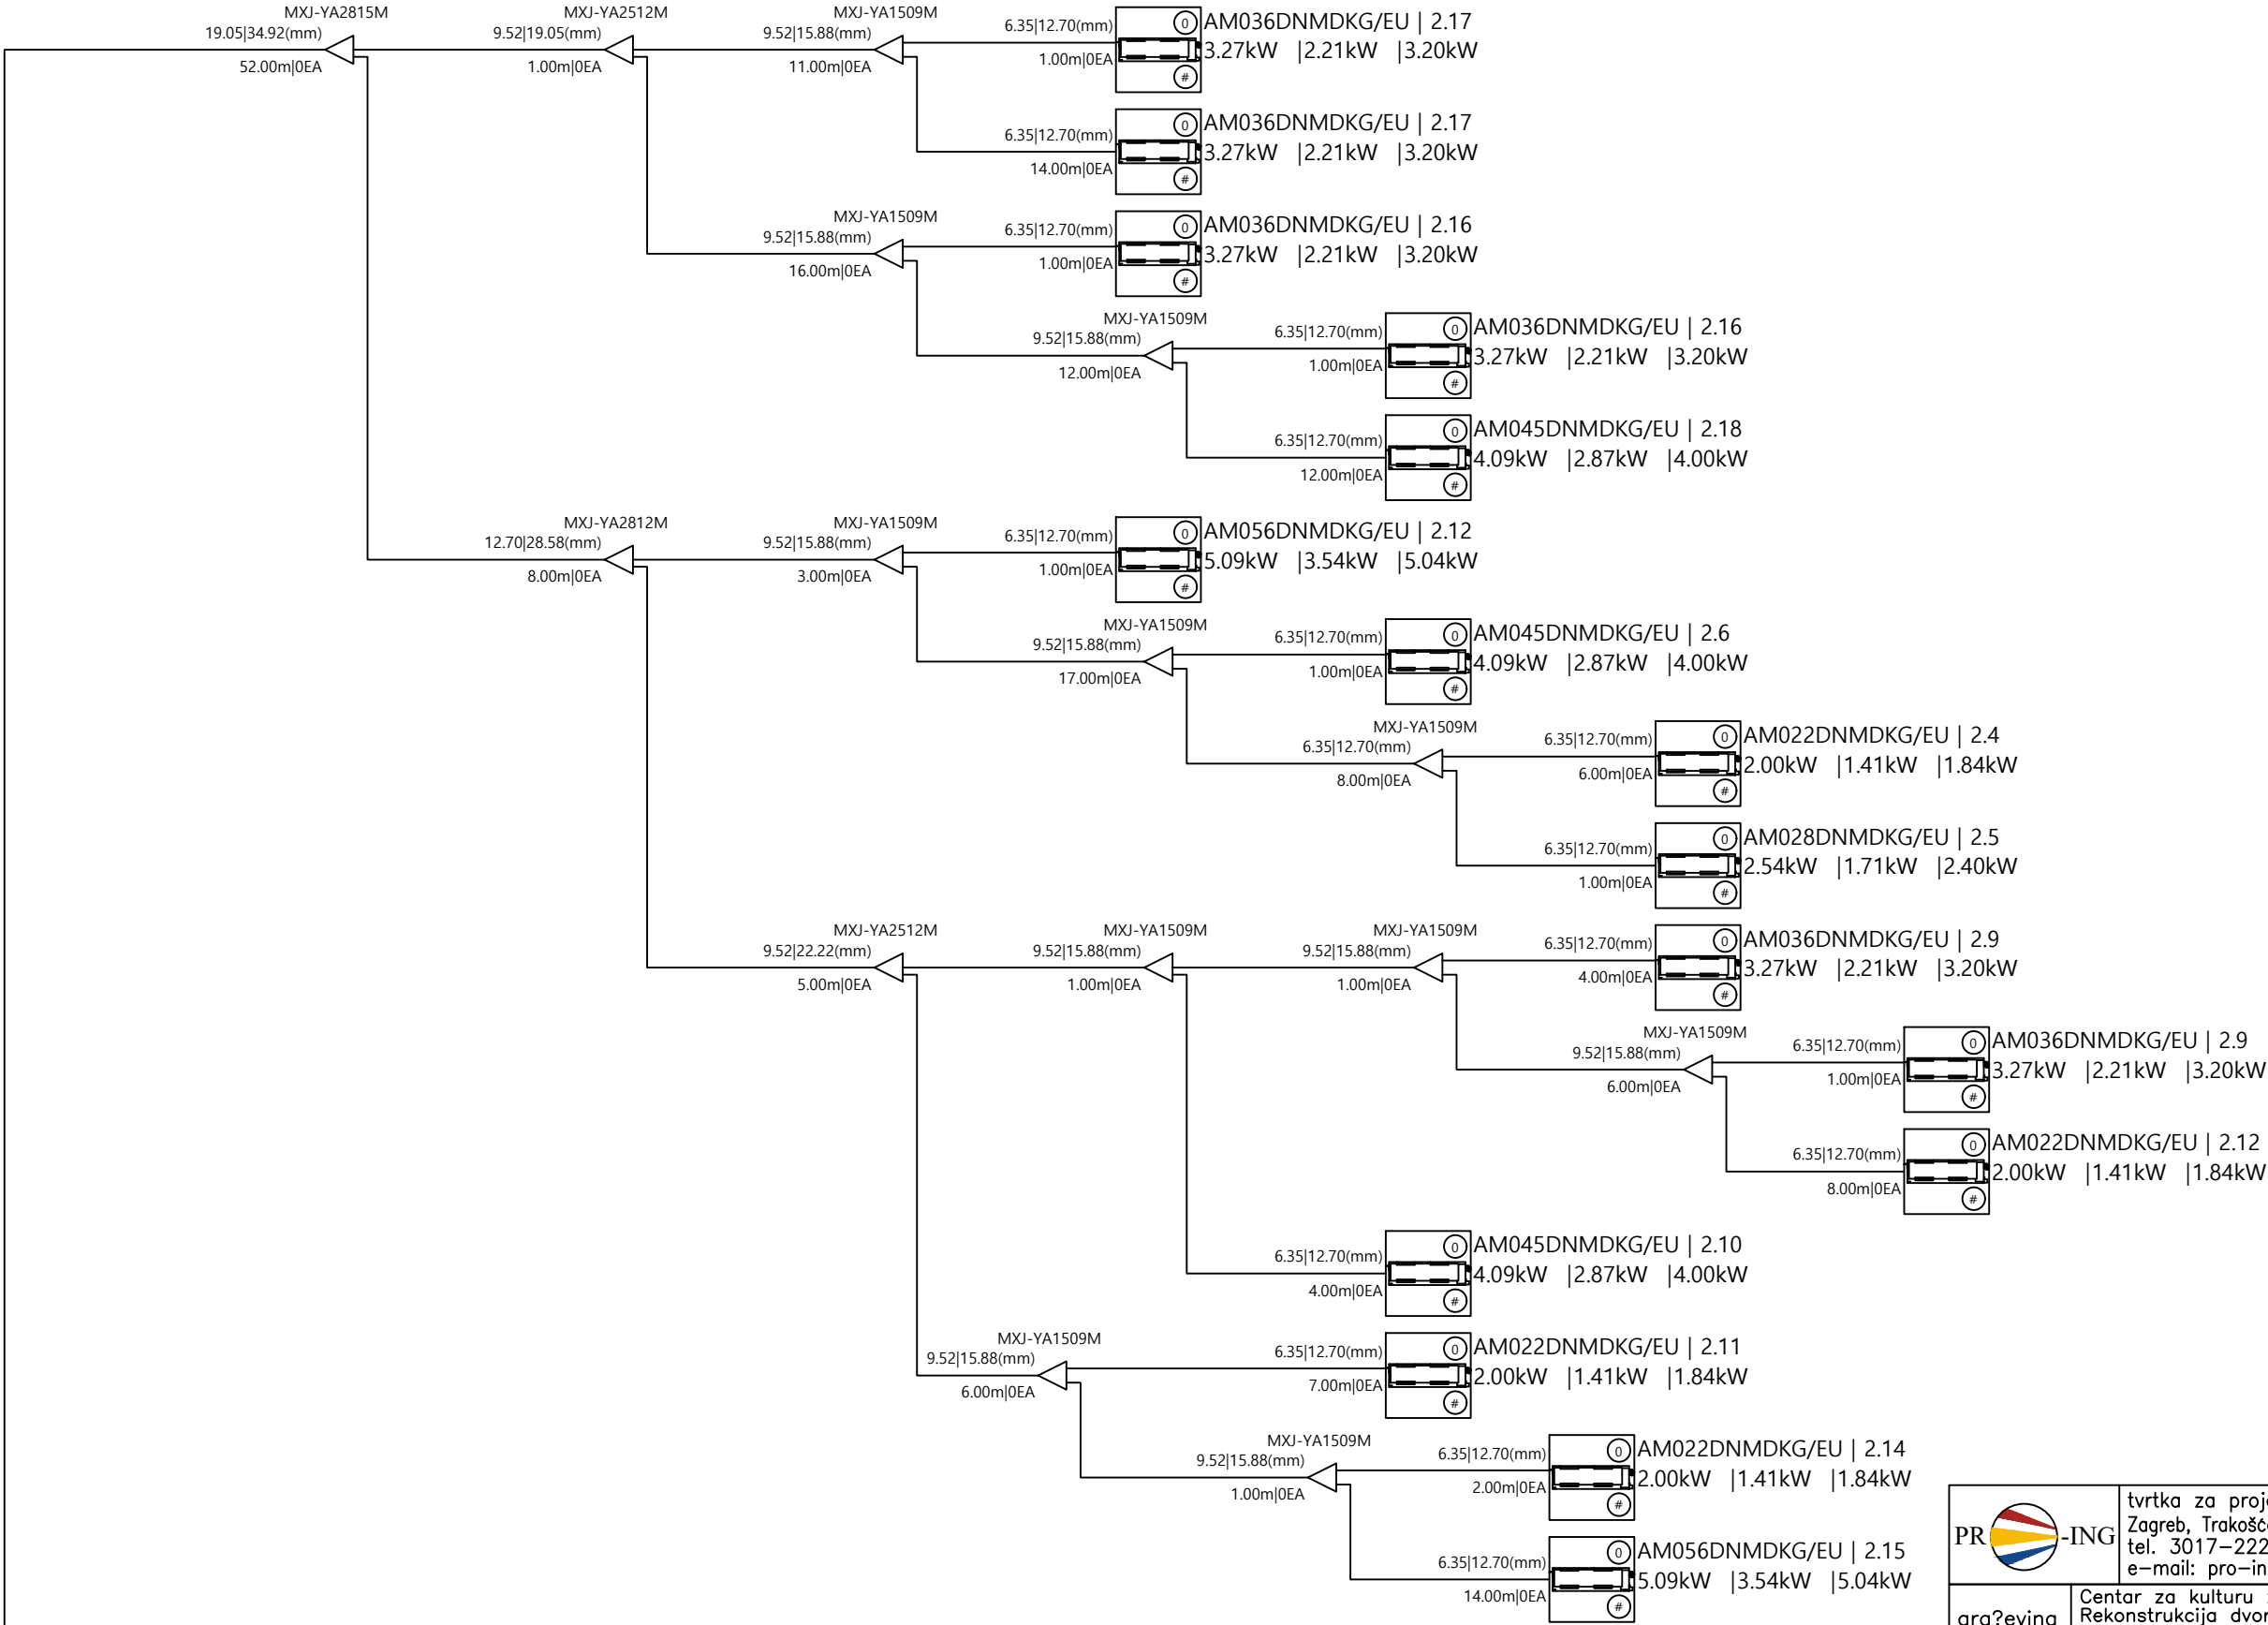 MXJ-YA2815M
19.05|34.92(mm)
52.00m|0EA
MXJ-YA2512M
9.52|19.05(mm)
1.00m|0EA
MXJ-YA1509M
9.52|15.88(mm)
11.00m|0EA
6.35|12.70(mm)
1.00m|0EA
0
#
AM036DNMDKG/EU | 2.17
3.27kW |2.21kW |3.20kW
6.35|12.70(mm)
14.00m|0EA
0
#
AM036DNMDKG/EU | 2.17
3.27kW |2.21kW |3.20kW
MXJ-YA1509M
9.52|15.88(mm)
16.00m|0EA
6.35|12.70(mm)
1.00m|0EA
0
#
AM036DNMDKG/EU | 2.16
3.27kW |2.21kW |3.20kW
MXJ-YA1509M
9.52|15.88(mm)
12.00m|0EA
6.35|12.70(mm)
1.00m|0EA
0
#
AM036DNMDKG/EU | 2.16
3.27kW |2.21kW |3.20kW
6.35|12.70(mm)
12.00m|0EA
0
#
AM045DNMDKG/EU | 2.18
4.09kW |2.87kW |4.00kW
MXJ-YA2812M
12.70|28.58(mm)
8.00m|0EA
MXJ-YA1509M
9.52|15.88(mm)
3.00m|0EA
6.35|12.70(mm)
1.00m|0EA
0
#
AM056DNMDKG/EU | 2.12
5.09kW |3.54kW |5.04kW
MXJ-YA1509M
9.52|15.88(mm)
17.00m|0EA
6.35|12.70(mm)
1.00m|0EA
0
#
AM045DNMDKG/EU | 2.6
4.09kW |2.87kW |4.00kW
MXJ-YA1509M
6.35|12.70(mm)
8.00m|0EA
6.35|12.70(mm)
6.00m|0EA
0
#
AM022DNMDKG/EU | 2.4
2.00kW |1.41kW |1.84kW
6.35|12.70(mm)
1.00m|0EA
0
#
AM028DNMDKG/EU | 2.5
2.54kW |1.71kW |2.40kW
MXJ-YA2512M
9.52|22.22(mm)
5.00m|0EA
MXJ-YA1509M
9.52|15.88(mm)
1.00m|0EA
MXJ-YA1509M
9.52|15.88(mm)
1.00m|0EA
6.35|12.70(mm)
4.00m|0EA
0
#
AM036DNMDKG/EU | 2.9
3.27kW |2.21kW |3.20kW
MXJ-YA1509M
9.52|15.88(mm)
6.00m|0EA
6.35|12.70(mm)
1.00m|0EA
0
#
AM036DNMDKG/EU | 2.9
3.27kW |2.21kW |3.20kW
6.35|12.70(mm)
8.00m|0EA
0
#
AM022DNMDKG/EU | 2.12
2.00kW |1.41kW |1.84kW
6.35|12.70(mm)
4.00m|0EA
0
#
AM045DNMDKG/EU | 2.10
4.09kW |2.87kW |4.00kW
MXJ-YA1509M
9.52|15.88(mm)
6.00m|0EA
6.35|12.70(mm)
7.00m|0EA
0
#
AM022DNMDKG/EU | 2.11
2.00kW |1.41kW |1.84kW
MXJ-YA1509M
9.52|15.88(mm)
1.00m|0EA
6.35|12.70(mm)
2.00m|0EA
0
#
AM022DNMDKG/EU | 2.14
2.00kW |1.41kW |1.84kW
6.35|12.70(mm)
14.00m|0EA
0
#
AM056DNMDKG/EU | 2.15
5.09kW |3.54kW |5.04kW
PR -ING
tvrtka za
Zagreb,
tel. 3017-222
e-mail:
gra?evina
Centar za kulturu
Rekonstrukcija